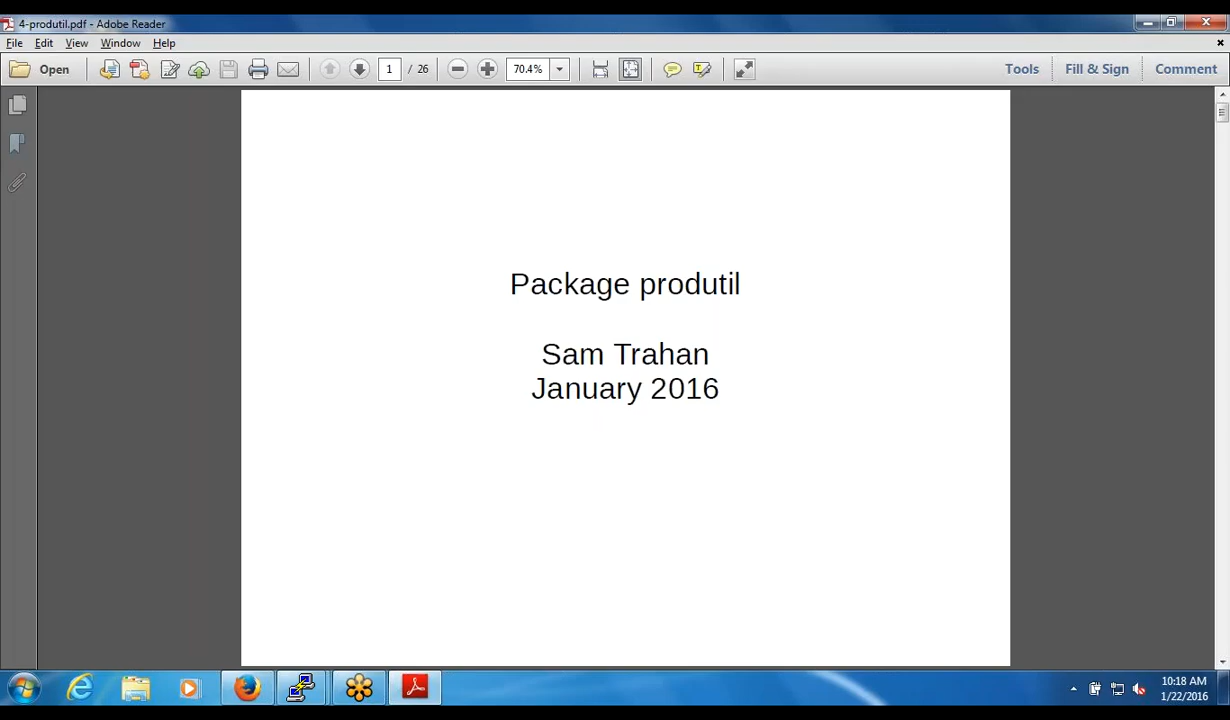 4-produtil.pdf - Adobe Reader
File Edit View Window Help
Open 1 / 26 70.4% Tools Fill & Sign Comment
Package produtil
Sam Trahan
January 2016
10:18 AM
1/22/2016